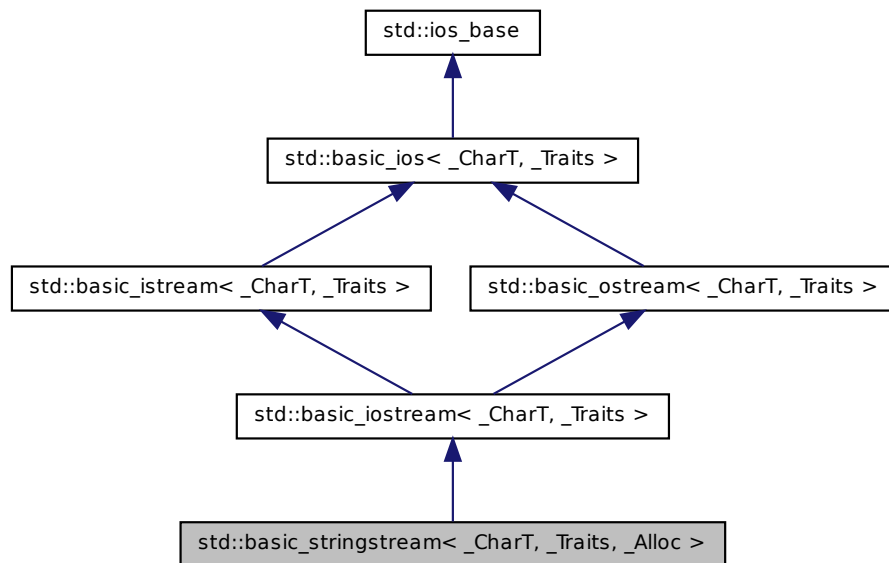 std::ios_base
std::basic_ios< _CharT, _Traits >
std::basic_istream< _CharT, _Traits >
std::basic_ostream< _CharT, _Traits >
std::basic_iostream< _CharT, _Traits >
std::basic_stringstream< _CharT, _Traits, _Alloc >